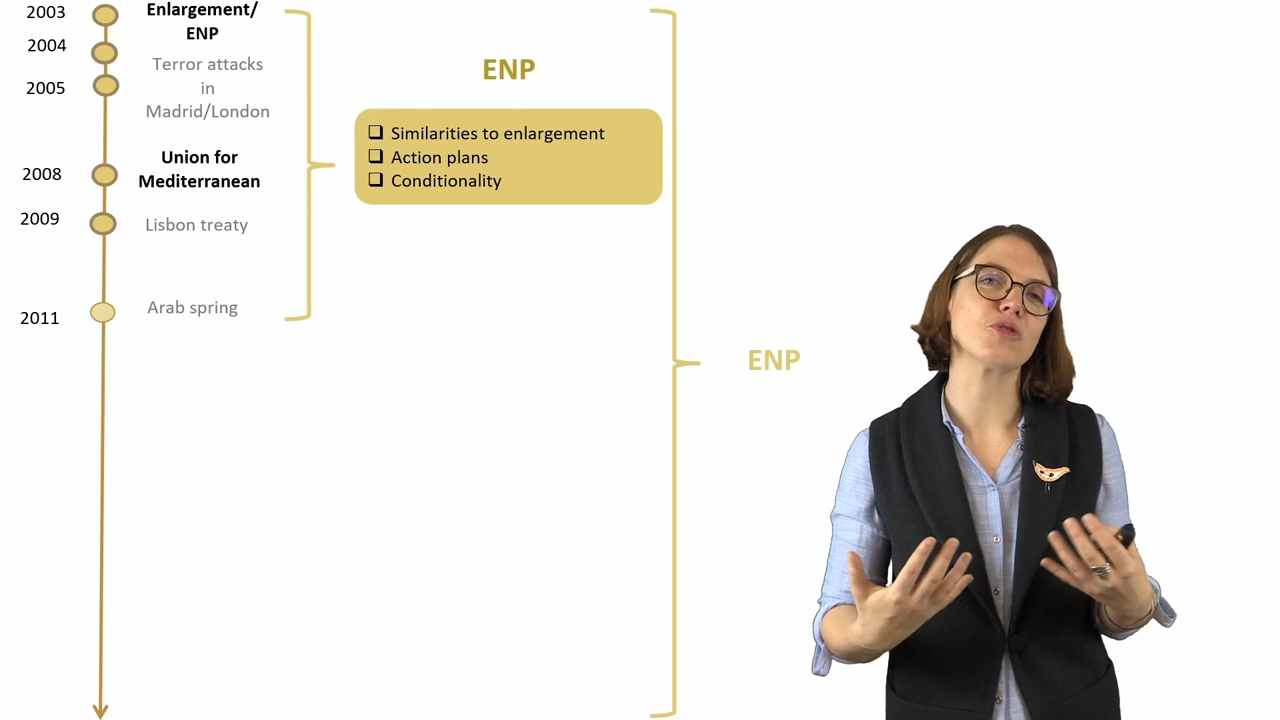 2003
Enlargement/
ENP
2004
Terror attacks
in
Madrid/London
2005
Union for
Mediterranean
2008
2009
Lisbon treaty
Arab spring
2011
ENP
❑ Similarities to enlargement
❑ Action plans
❑ Conditionality
ENP